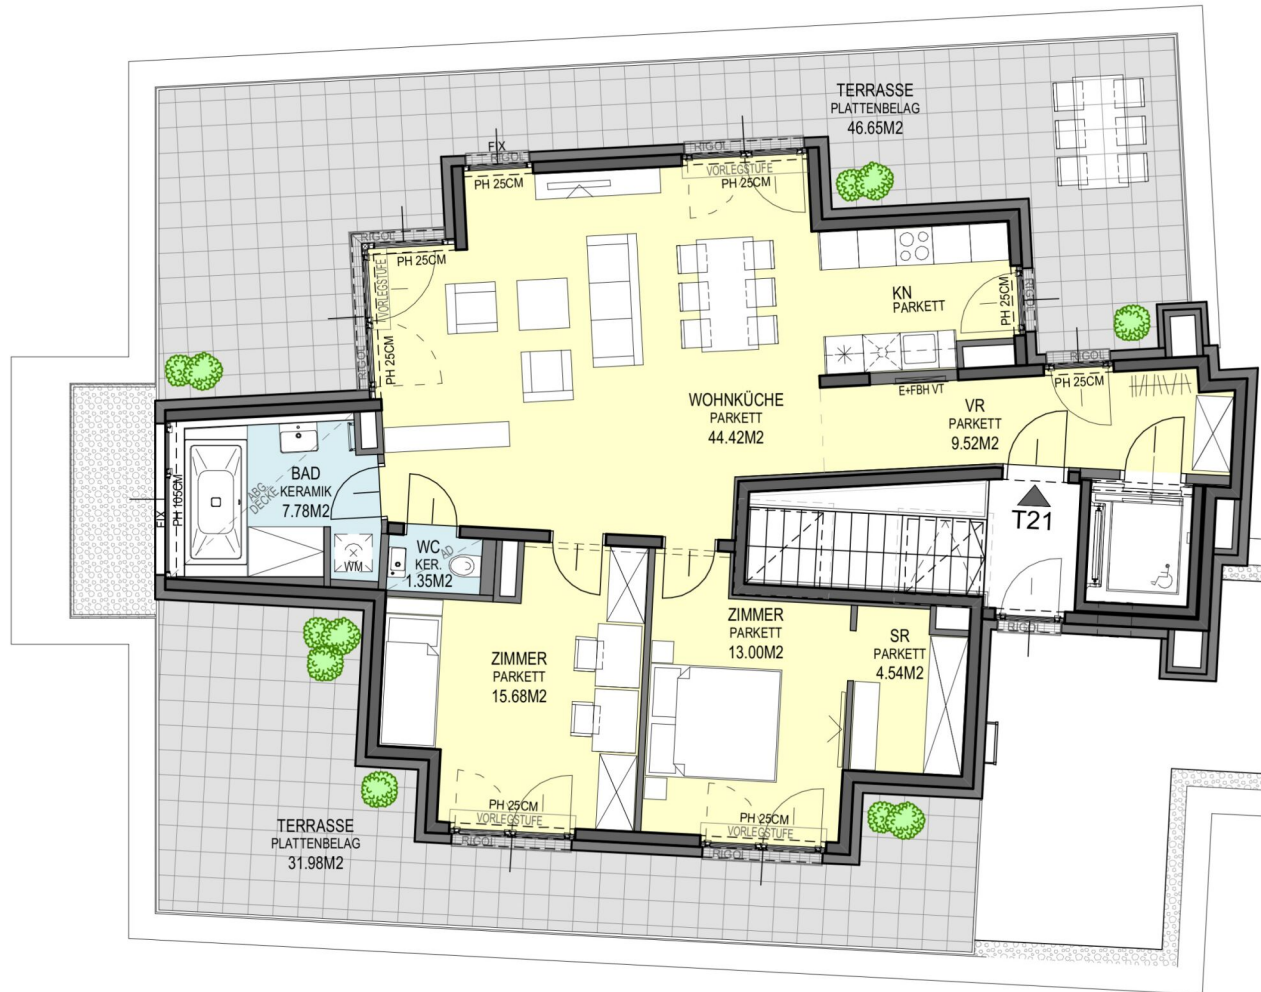 TERRASSE
PLATTENBELAG
46.65M2
FIX
RIGOL
RIGOL
VORLEGSTUFE
PH 25CM
PH 25CM
RIGOL
PH 25CM
VORLEGSTUFE
RIGOL
PH 25CM
KN
PARKETT
PH 25CM
RIGOL
RIGOL
PH 25CM
E+FBH VT
WOHNKÜCHE
PARKETT
44.42M2
VR
PARKETT
9.52M2
BAD
KERAMIK
7.78M2
ABG
DECKE
FIX
PH 105CM
T21
WM
WC
KER.
1.35M2
AD
ZIMMER
PARKETT
15.68M2
ZIMMER
PARKETT
13.00M2
SR
PARKETT
4.54M2
RIGOL
PH 25CM
VORLEGSTUFE
RIGOL
PH 25CM
VORLEGSTUFE
RIGOL
TERRASSE
PLATTENBELAG
31.98M2